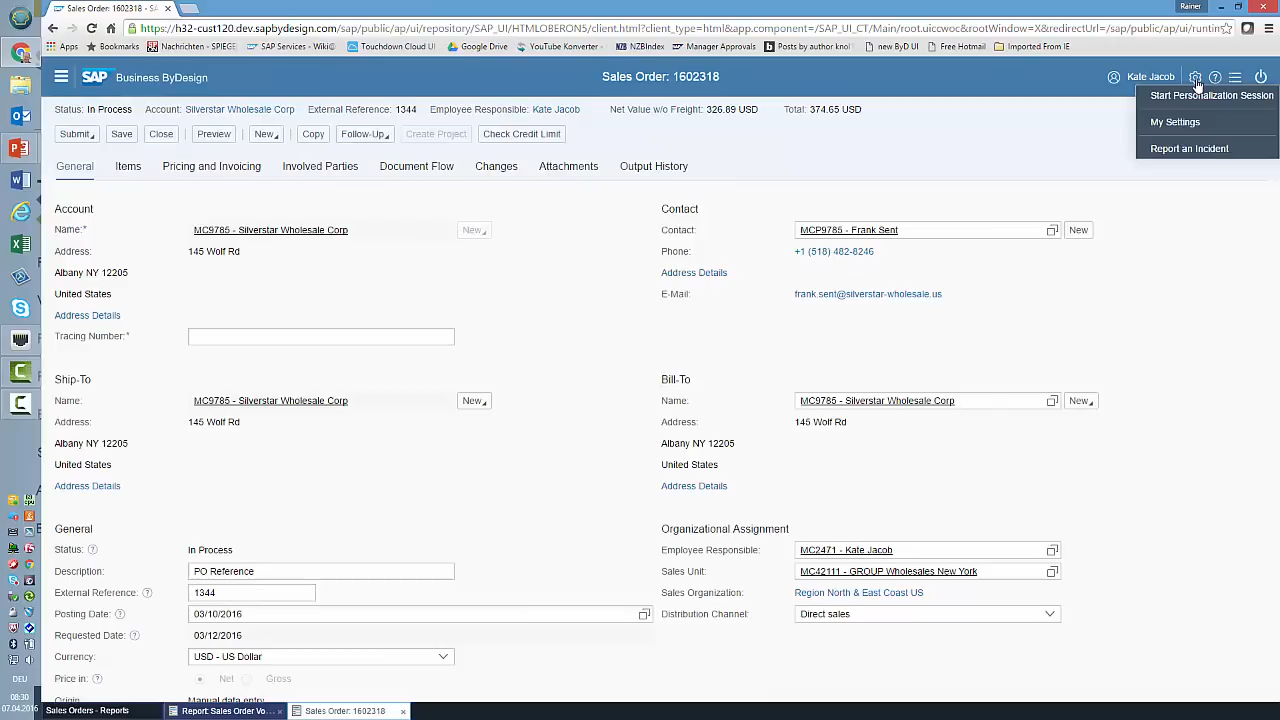 Sales Order: 1602318
Rainer
https://h32-cust120.dev.sapbydesign.com/sap/public/ap/ui/repository/SAP_UI/HTMLOBERON5/client.html?client_type=html&app.component=/SAP_UI_CT/Main/root.uiccwoc&rootWindow=X&redirectUrl=/sap/public/ap/ui/runtin
Apps Bookmarks Nachrichten - SPIEGE SAP Services - Wiki@ Touchdown Cloud UI Google Drive YouTube Converter - NZBIndex Manager Approvals Posts by author knol new ByD UI Free Hotmail Imported From IE
SAP Business ByDesign Sales Order: 1602318 Kate Jacob
Status: In Process Account: Silverstar Wholesale Corp External Reference: 1344 Employee Responsible: Kate Jacob Net Value w/o Freight: 326.89 USD Total: 374.65 USD
Start Personalization Session
My Settings
Report an Incident
Submit Save Close Preview New Copy Follow-Up Create Project Check Credit Limit
General Items Pricing and Invoicing Involved Parties Document Flow Changes Attachments Output History
Account
Name:* MC9785 - Silverstar Wholesale Corp New
Address: 145 Wolf Rd
Albany NY 12205
United States
Address Details
Tracing Number:*
Contact
Contact: MCP9785 - Frank Sent New
Phone: +1 (518) 482-8246
Address Details
E-Mail: frank.sent@silverstar-wholesale.us
Ship-To
Name: MC9785 - Silverstar Wholesale Corp New
Address: 145 Wolf Rd
Albany NY 12205
United States
Address Details
Bill-To
Name: MC9785 - Silverstar Wholesale Corp New
Address: 145 Wolf Rd
Albany NY 12205
United States
Address Details
General
Status: In Process
Description: PO Reference
External Reference: 1344
Posting Date: 03/10/2016
Requested Date: 03/12/2016
Currency: USD - US Dollar
Price in: Net Gross
Origin: Manual data entry
Organizational Assignment
Employee Responsible: MC2471 - Kate Jacob
Sales Unit: MC42111 - GROUP Wholesales New York
Sales Organization: Region North & East Coast US
Distribution Channel: Direct sales
DEU
08:30
07.04.2016
Sales Orders - Reports Report: Sales Order Vo... Sales Order: 1602318